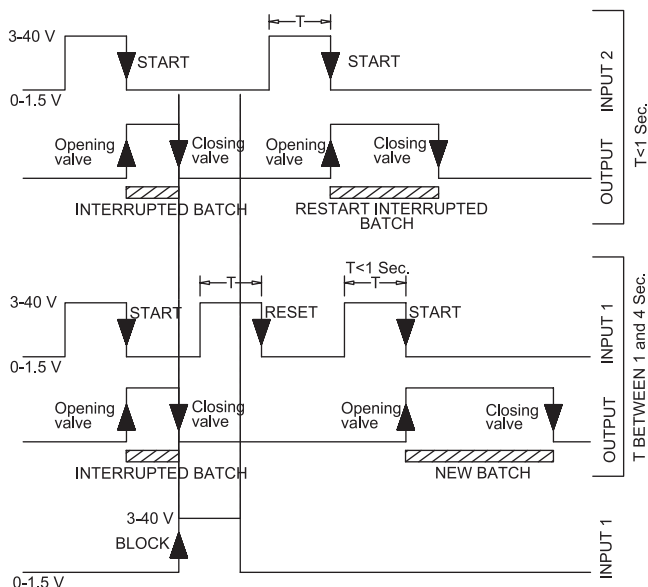 3-40 V
0-1.5 V
START
T
START
INPUT 2
Opening
valve
Closing
valve
Opening
valve
Closing
valve
OUTPUT
INTERRUPTED BATCH
RESTART INTERRUPTED
BATCH
T<1 Sec.
3-40 V
0-1.5 V
START
T
RESET
T<1 Sec.
T
START
INPUT 1
Opening
valve
Closing
valve
Opening
valve
Closing
valve
OUTPUT
INTERRUPTED BATCH
NEW BATCH
T BETWEEN 1 and 4 Sec.
3-40 V
BLOCK
0-1.5 V
INPUT 1